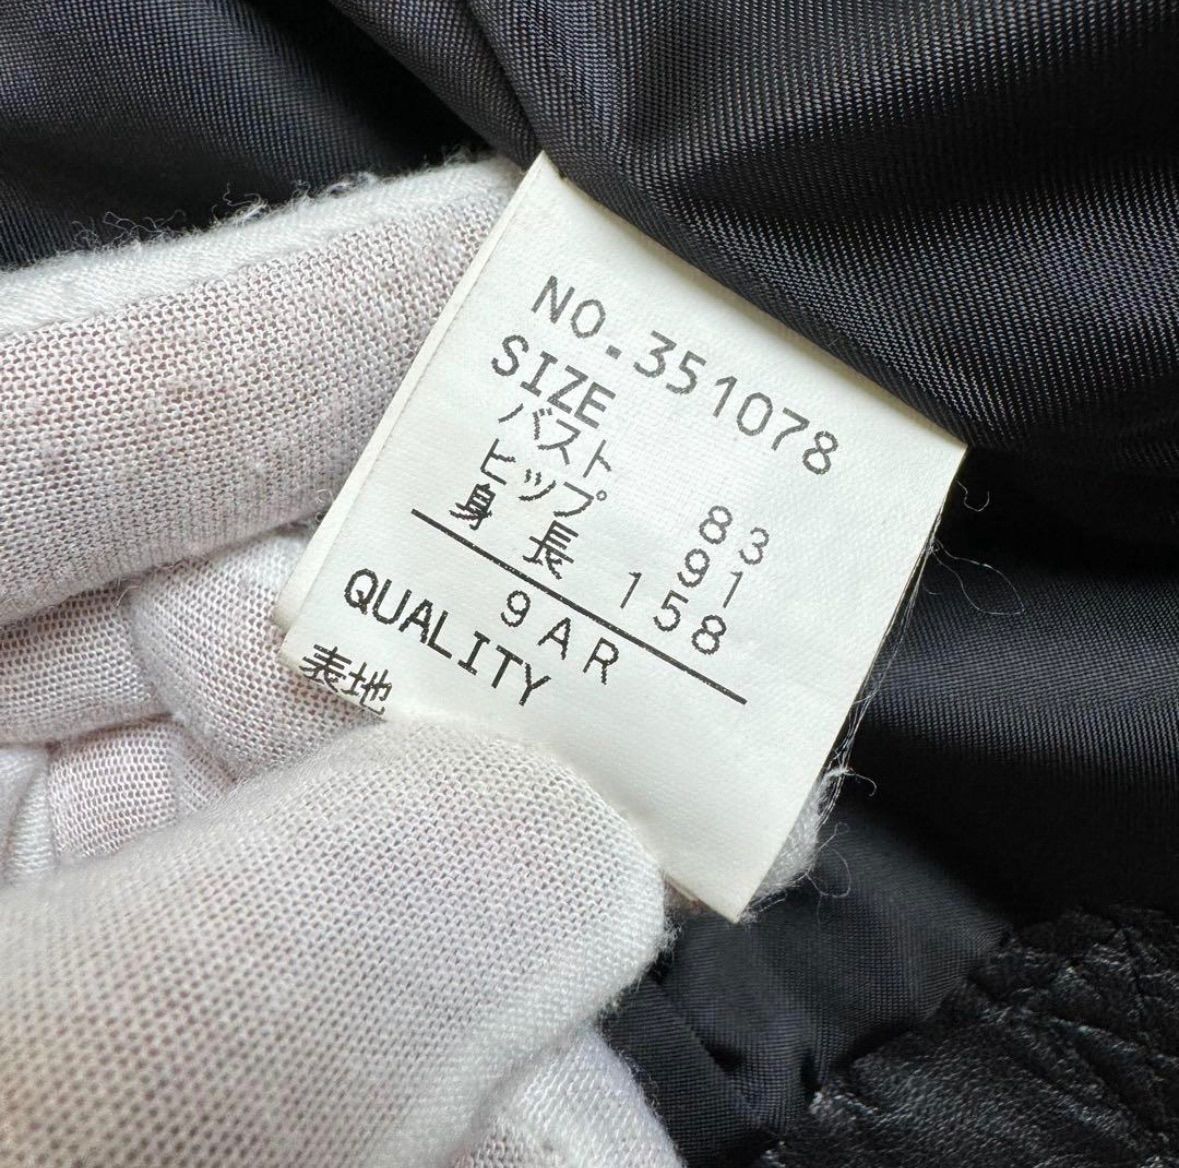 NO.351078
SIZE
バスト 83
ヒップ 91
身長 158
9AR
QUALITY
表地